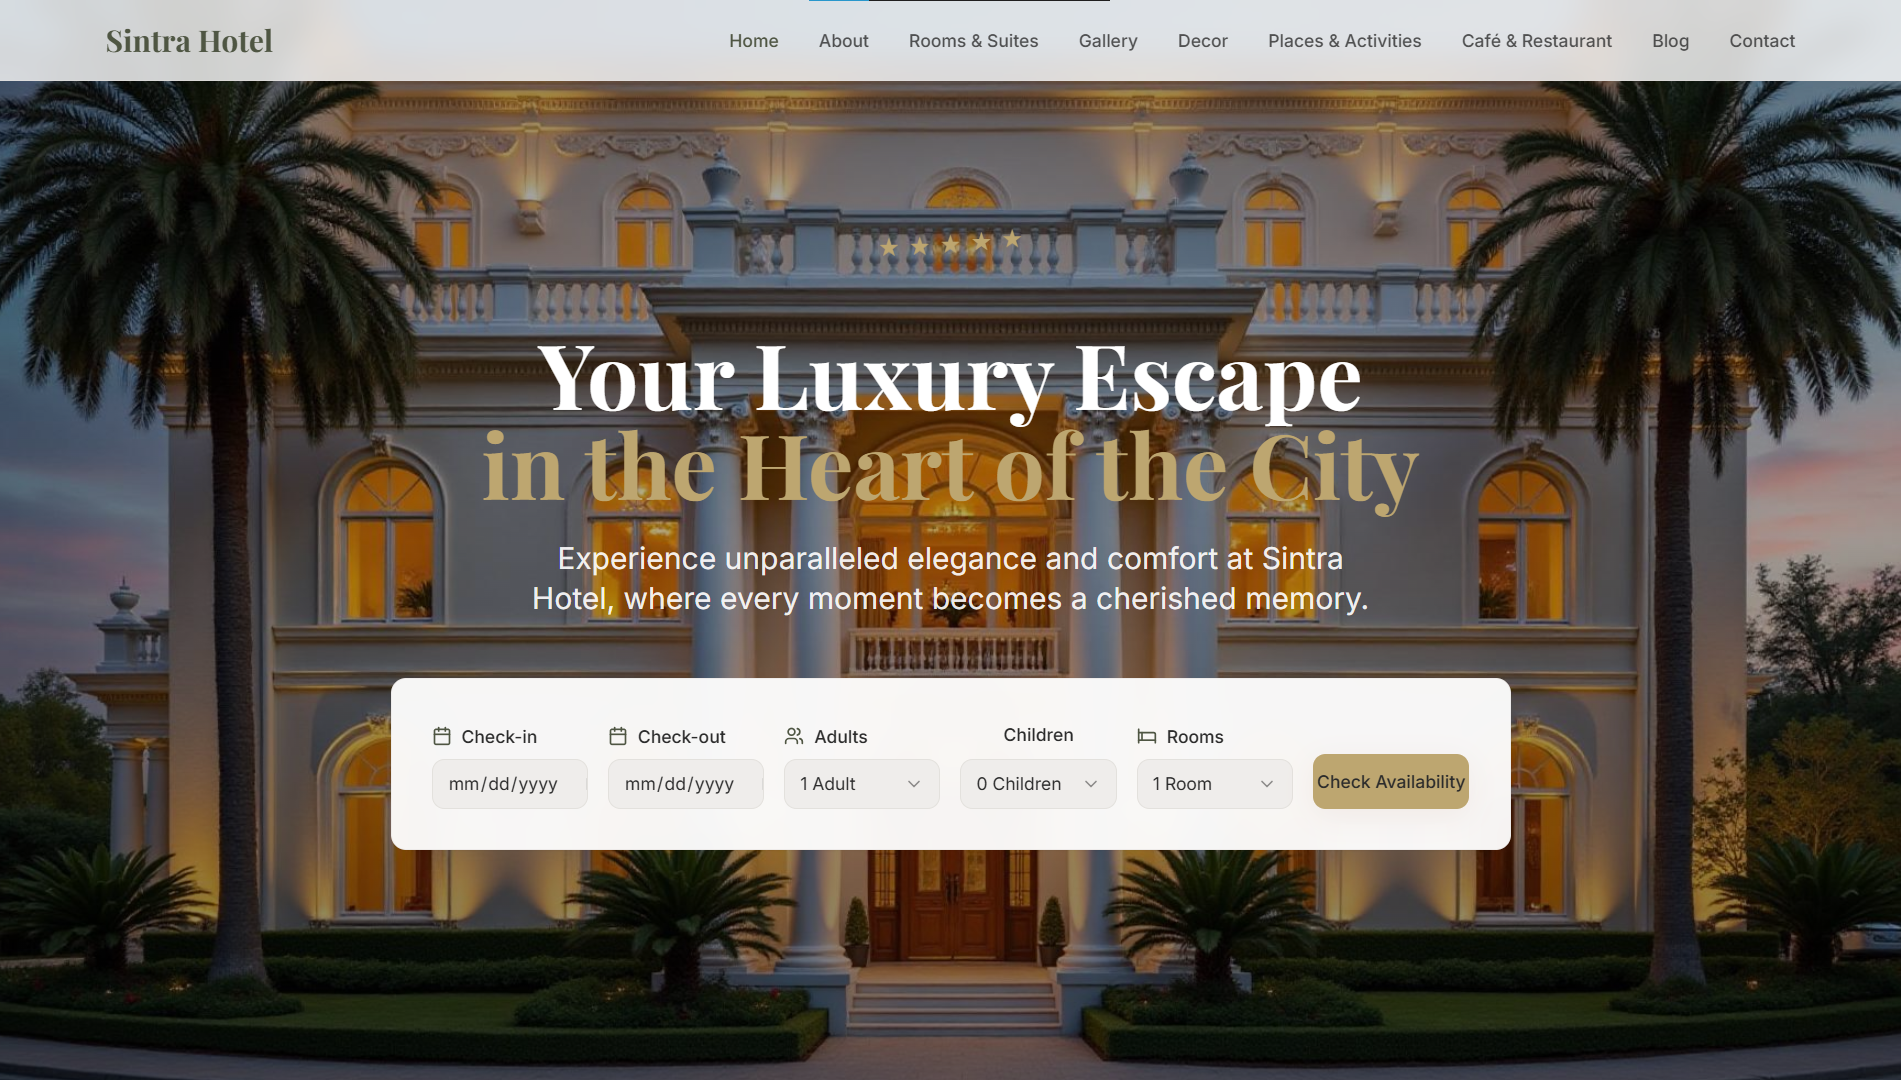 Sintra Hotel
Home
About
Rooms & Suites
Gallery
Decor
Places & Activities
Café & Restaurant
Blog
Contact
Your Luxury Escape
in the Heart of the City
Experience unparalleled elegance and comfort at Sintra
Hotel, where every moment becomes a cherished memory.
Check-in
mm/dd/yyyy
Check-out
mm/dd/yyyy
Adults
1 Adult
Children
0 Children
Rooms
1 Room
Check Availability